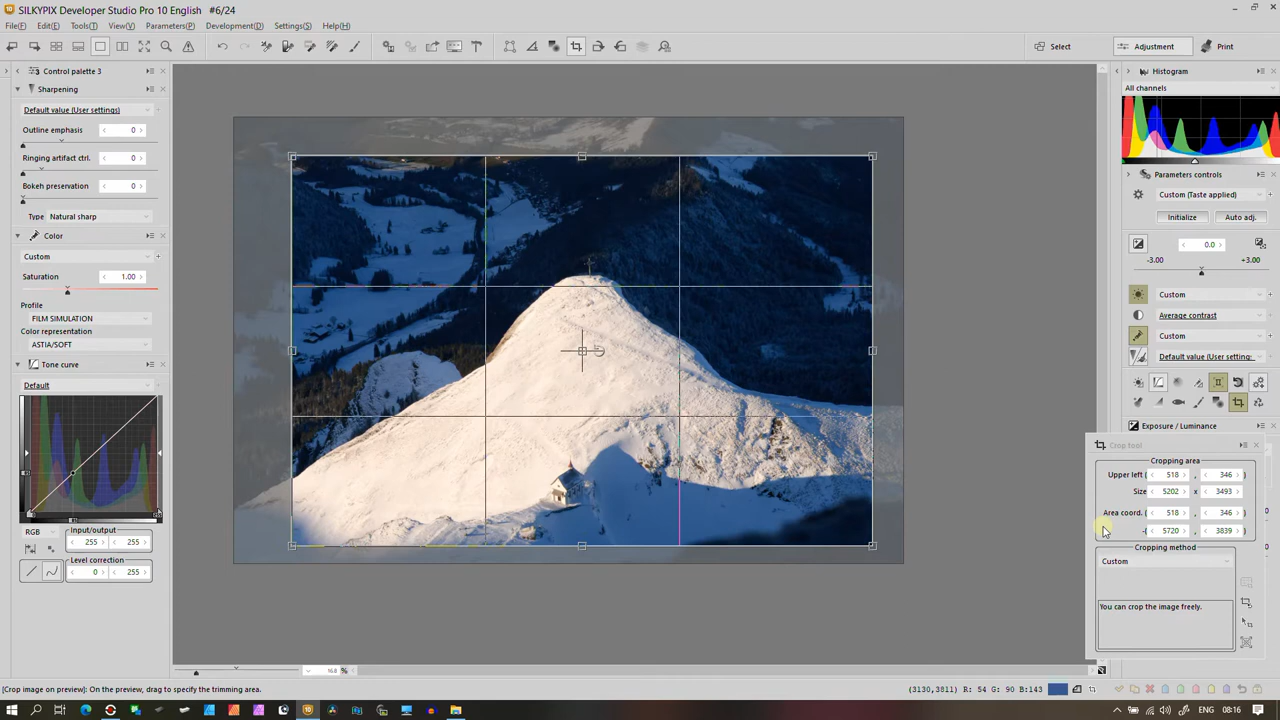 SILKYPIX Developer Studio Pro 10 English   #6/24
File(F) Edit(E) Tools(T) View(V) Parameters(P) Development(D) Settings(S) Help(H)
Select Adjustment Print
Control palette 3
Sharpening
Default value (User settings)
Outline emphasis 0
Ringing artifact ctrl. 0
Bokeh preservation 0
Type Natural sharp
Color
Custom
Saturation 1.00
Profile
FILM SIMULATION
Color representation
ASTIA/SOFT
Tone curve
Default
RGB Input/output
255 255
Level correction
0 255
Histogram
All channels
Parameters controls
Custom (Taste applied)
Initialize Auto adj.
0.0
-3.00 +3.00
Custom
Average contrast
Custom
Default value (User setting:
Exposure / Luminance
Crop tool
Cropping area
Upper left ( 518 , 346 )
Size 5202 x 3493
Area coord. ( 518 , 346 )
-( 5720 , 3839 )
Cropping method
Custom
You can crop the image freely.
16.8 %
[Crop image on preview]: On the preview, drag to specify the trimming area.
(3130,3811) R: 54 G: 90 B:143
ENG 08:16